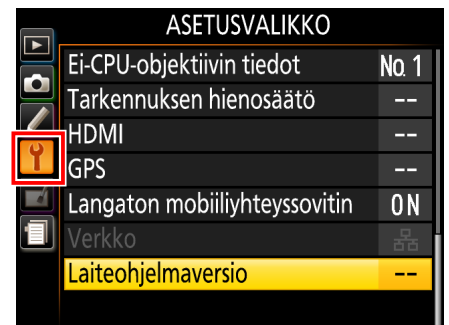 ASETUSVALIKKO
Ei-CPU-objektiivin tiedot No. 1
Tarkennuksen hienosäätö --
HDMI --
GPS --
Langaton mobiiliyhteyssovitin ON
Verkko
Laiteohjelmaversio --